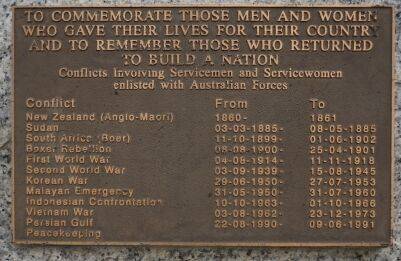 TO COMMEMORATE THOSE MEN AND WOMEN
WHO GAVE THEIR LIVES FOR THEIR COUNTRY
AND TO REMEMBER THOSE WHO RETURNED
TO BUILD A NATION
Conflicts Involving Servicemen and Servicewomen
enlisted with Australian Forces
Conflict From To
New Zealand (Anglo-Maori) 1860- 1861
Sudan 03-03-1885- 08-05-1885
South Africa (Boer) 11-10-1899- 01-06-1902
Boxer Rebellion 08-08-1900- 25-04-1901
First World War 04-08-1914- 11-11-1918
Second World War 03-09-1939- 15-08-1945
Korean War 29-06-1950- 27-07-1953
Malayan Emergency 31-05-1950- 31-07-1960
Indonesian Confrontation 10-10-1963- 01-10-1966
Vietnam War 03-08-1962- 23-12-1973
Persian Gulf 22-08-1990- 09-06-1991
Peacekeeping